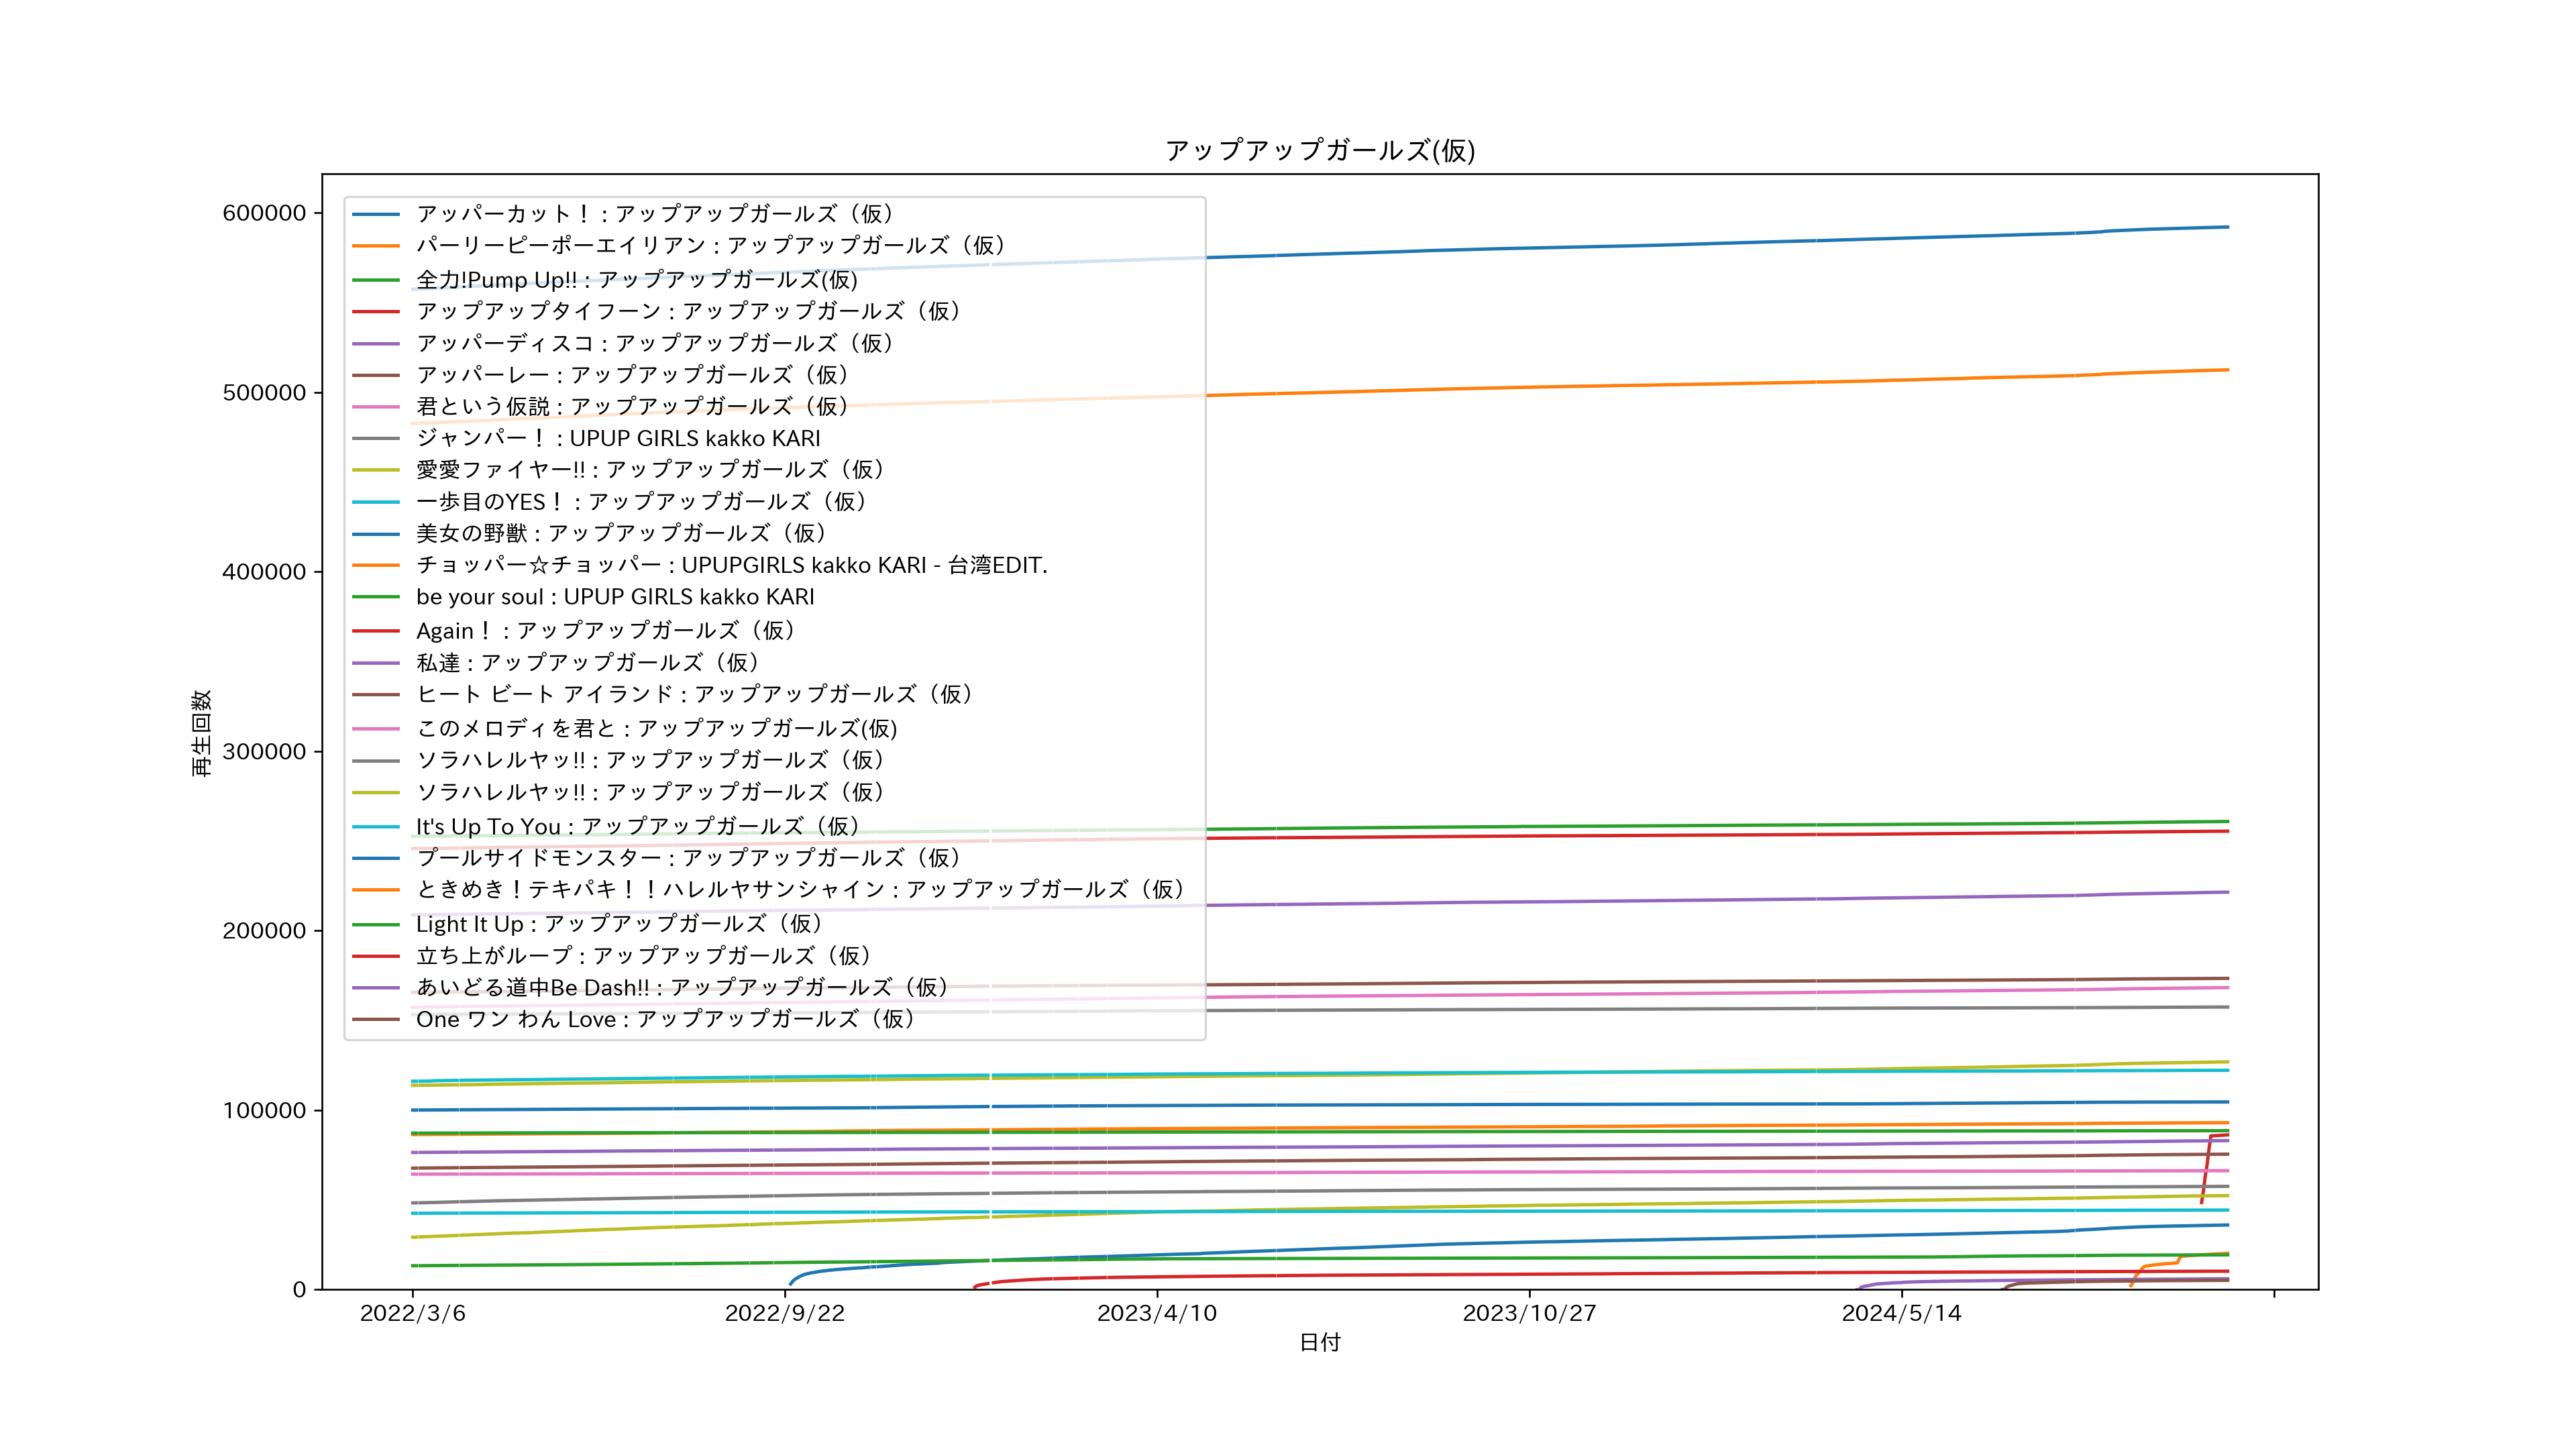 アップアップガールズ(仮)
アッパーカット！ : アップアップガールズ（仮）
パーリーピーポーエイリアン : アップアップガールズ（仮）
全力!Pump Up!! : アップアップガールズ(仮)
アップアップタイフーン : アップアップガールズ（仮）
アッパーディスコ : アップアップガールズ（仮）
アッパーレー : アップアップガールズ（仮）
君という仮説 : アップアップガールズ（仮）
ジャンパー！ : UPUP GIRLS kakko KARI
愛愛ファイヤー!! : アップアップガールズ（仮）
一歩目のYES！ : アップアップガールズ（仮）
美女の野獣 : アップアップガールズ（仮）
チョッパー☆チョッパー : UPUPGIRLS kakko KARI - 台湾EDIT.
be your soul : UPUP GIRLS kakko KARI
Again！ : アップアップガールズ（仮）
私達 : アップアップガールズ（仮）
ヒート ビート アイランド : アップアップガールズ（仮）
このメロディを君と : アップアップガールズ(仮)
ソラハレルヤッ!! : アップアップガールズ（仮）
ソラハレルヤッ!! : アップアップガールズ（仮）
It's Up To You : アップアップガールズ（仮）
プールサイドモンスター : アップアップガールズ（仮）
ときめき！テキパキ！！ハレルヤサンシャイン : アップアップガールズ（仮）
Light It Up : アップアップガールズ（仮）
立ち上がループ : アップアップガールズ（仮）
あいどる道中Be Dash!! : アップアップガールズ（仮）
One ワン わん Love : アップアップガールズ（仮）
600000
500000
400000
300000
200000
100000
0
再生回数
2022/3/6
2022/9/22
2023/4/10
2023/10/27
2024/5/14
日付